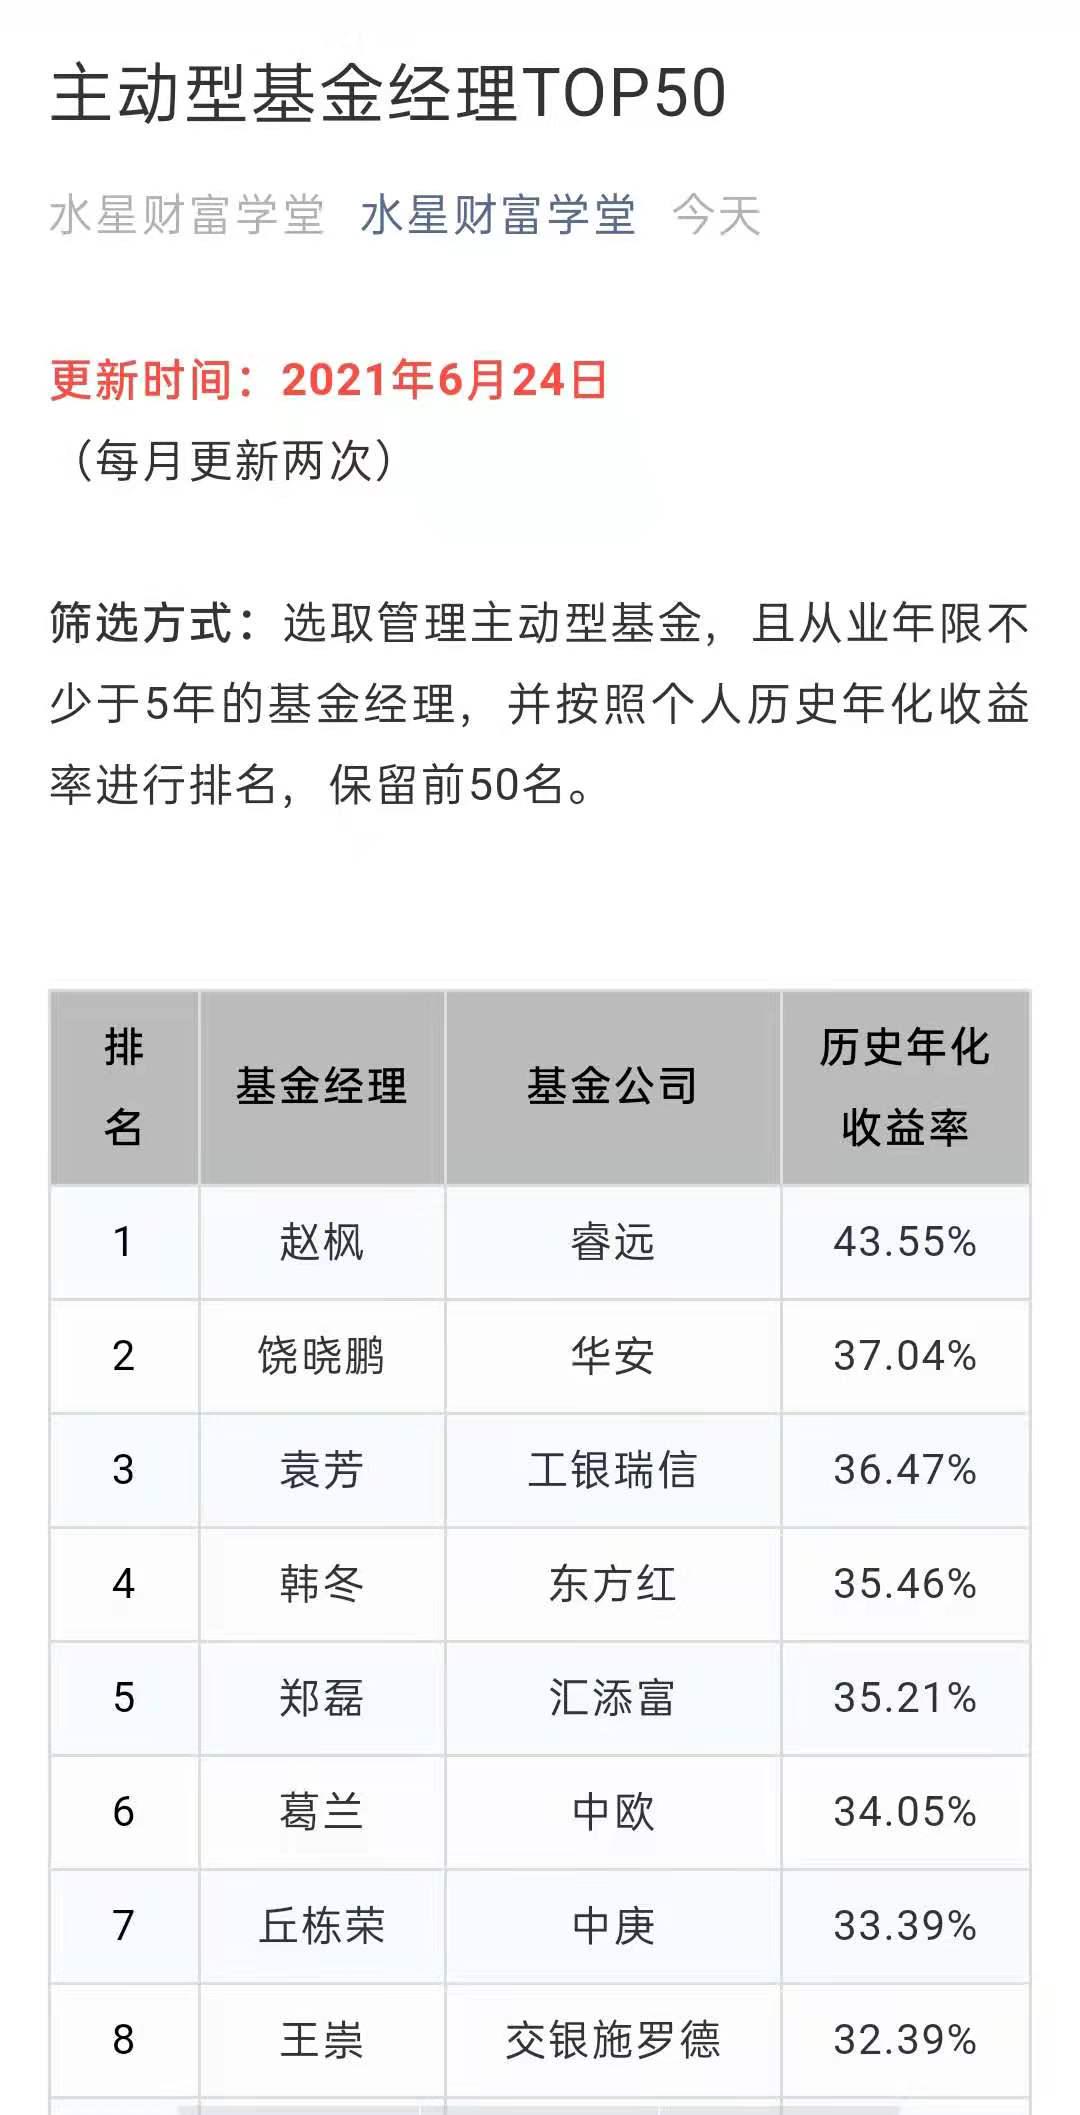 主动型基金经理TOP50
水星财富学堂 水星财富学堂 今天
更新时间：2021年6月24日
（每月更新两次）
筛选方式：选取管理主动型基金，且从业年限不
少于5年的基金经理，并按照个人历史年化收益
率进行排名，保留前50名。
排名 基金经理 基金公司 历史年化收益率
1 赵枫 睿远 43.55%
2 饶晓鹏 华安 37.04%
3 袁芳 工银瑞信 36.47%
4 韩冬 东方红 35.46%
5 郑磊 汇添富 35.21%
6 葛兰 中欧 34.05%
7 丘栋荣 中庚 33.39%
8 王崇 交银施罗德 32.39%